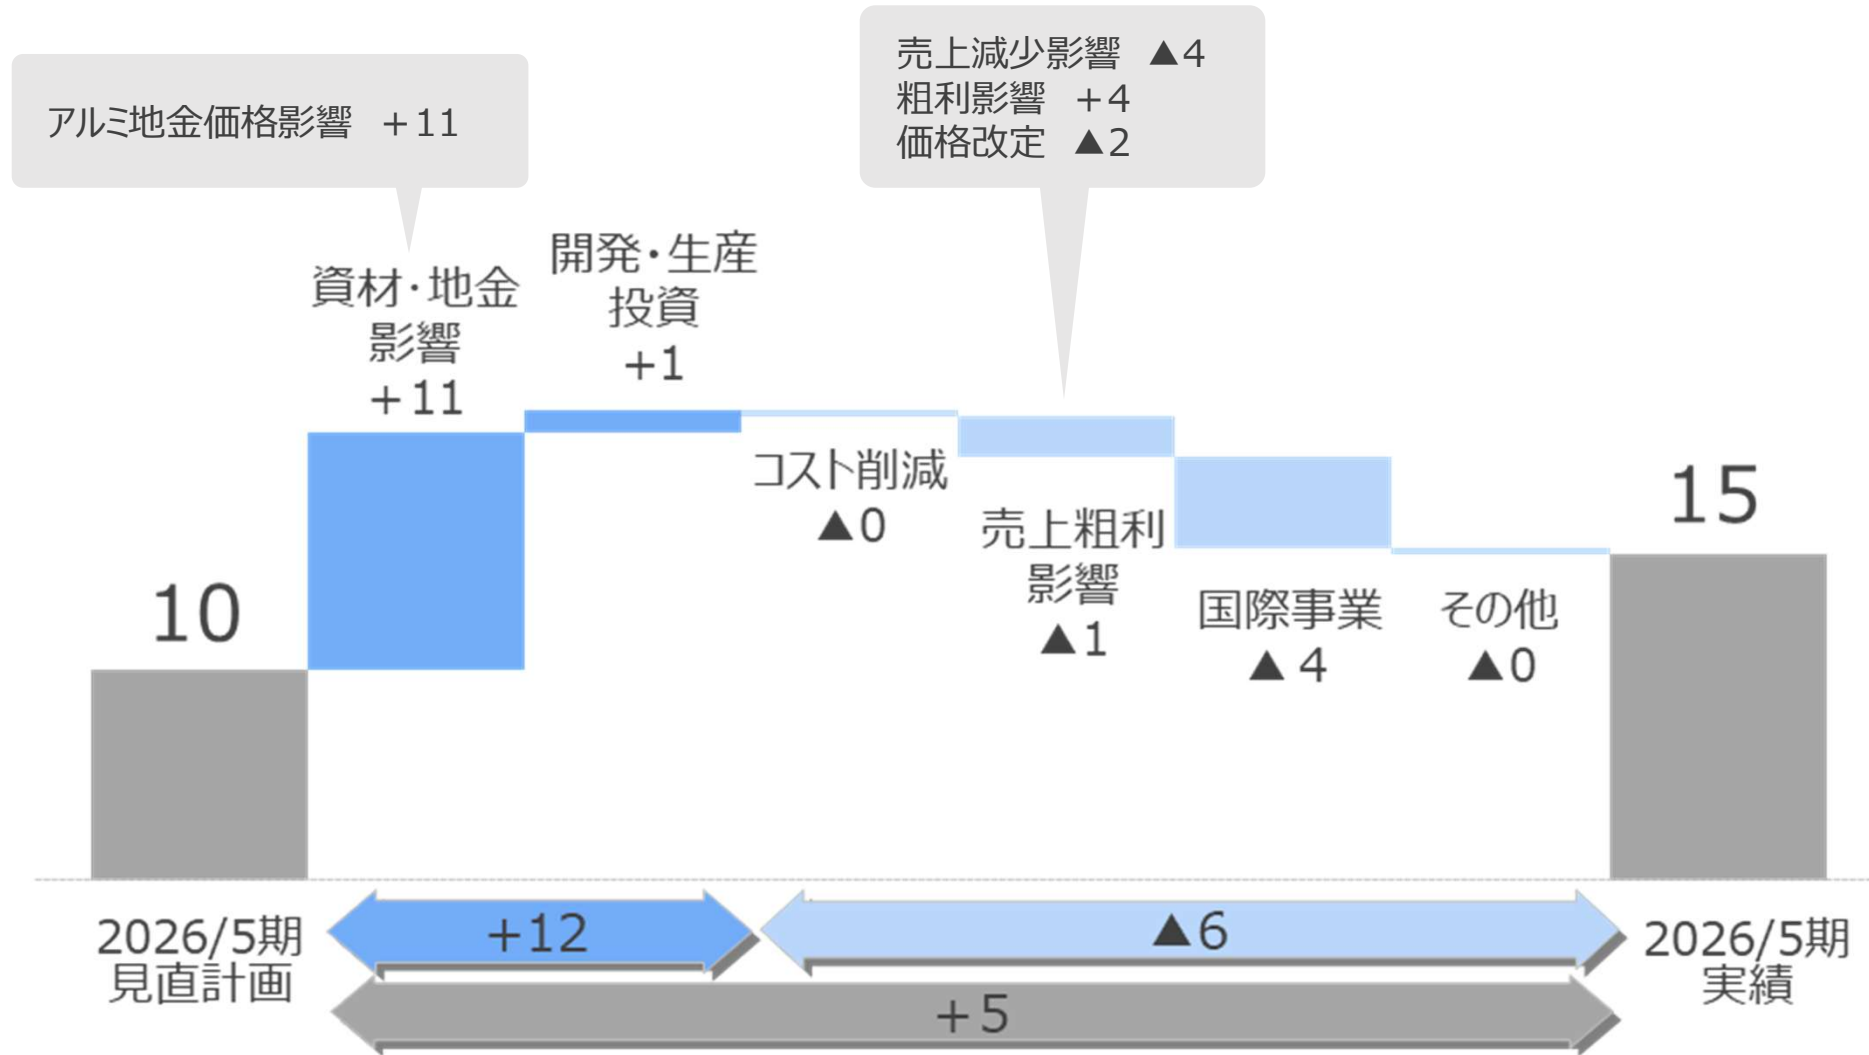 アルミ地金価格影響 +11
売上減少影響 ▲4
粗利影響 +4
価格改定 ▲2
資材・地金
影響
+11
開発・生産
投資
+1
コスト削減
▲0
売上粗利
影響
▲1
国際事業
▲4
その他
▲0
10
15
2026/5期
見直計画
+12
▲6
+5
2026/5期
実績